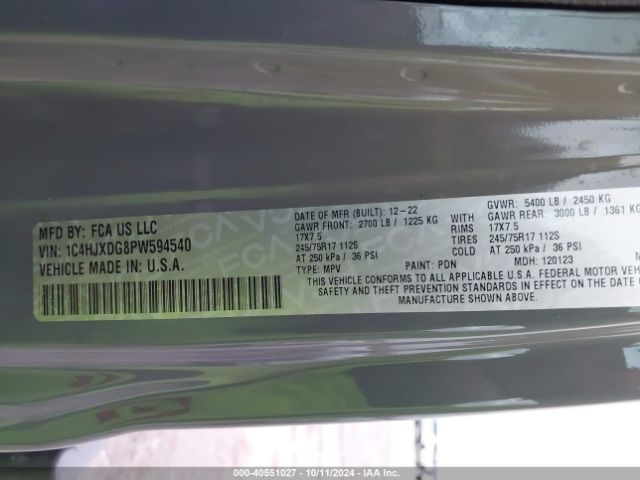 MFD BY: FCA US LLC
VIN: 1C4HJXDG8PW594540
VEHICLE MADE IN: U.S.A.
DATE OF MFR (BUILT): 12-22
GVWR: 5400 LB / 2450 KG
GAWR FRONT: 2700 LB / 1225 KG WITH GAWR REAR: 3000 LB / 1361 KG
17X7.5 RIMS 17X7.5
245/75R17 112S TIRES 245/75R17 112S
AT 250 kPa / 36 PSI COLD AT 250 kPa / 36 PSI
TYPE: MPV PAINT: PDN MDH: 120123
THIS VEHICLE CONFORMS TO ALL APPLICABLE U.S.A. FEDERAL MOTOR VEHIC
SAFETY AND THEFT PREVENTION STANDARDS IN EFFECT ON THE DATE O
MANUFACTURE SHOWN ABOVE.
000-40551027 - 10/11/2024 - IAA Inc.